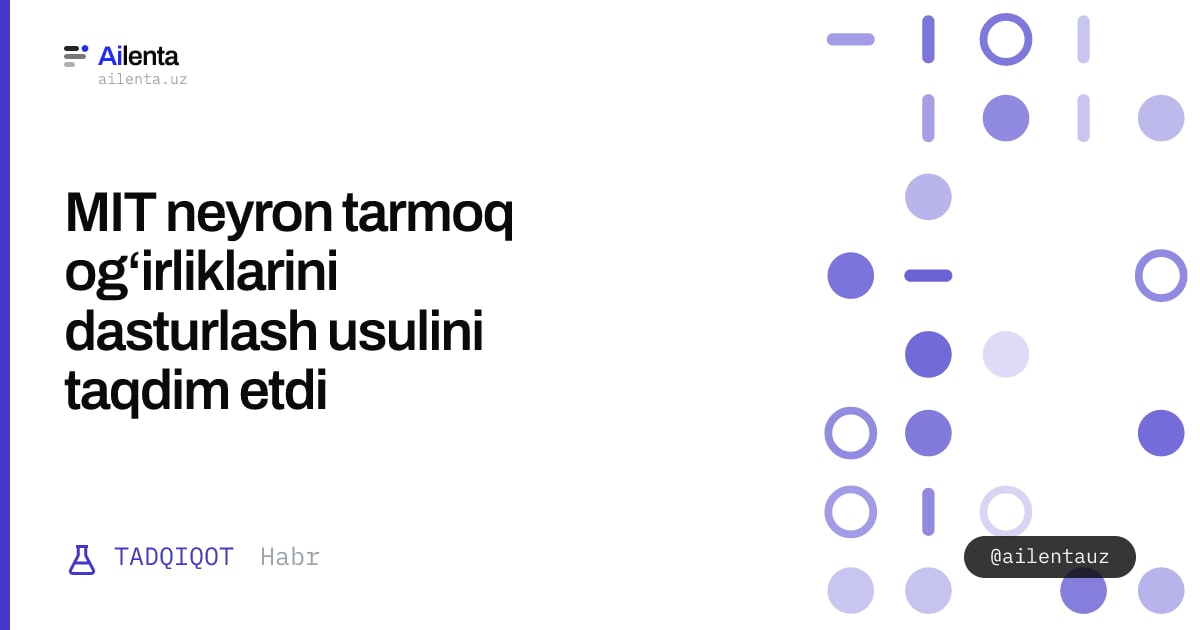 Ailenta
ailenta.uz
MIT neyron tarmoq
og‘irliklarini
dasturlash usulini
taqdim etdi
TADQIQOT Habr
@ailentauz